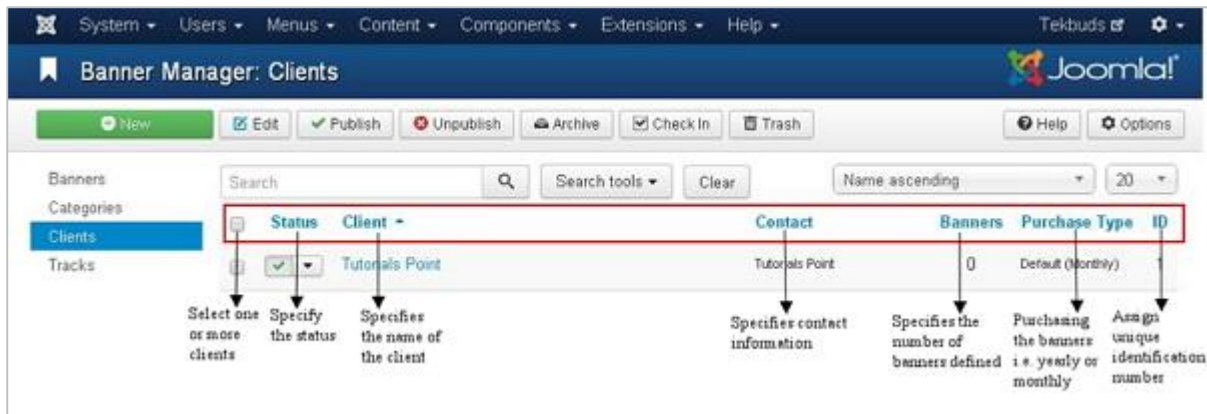 System Users Menus Content Components Extensions Help Tekbuds
Banner Manager: Clients Joomla!
New Edit Publish Unpublish Archive Check In Trash Help Options
Banners Search Search tools Clear Name ascending 20
Categories
Clients
Tracks
Status Client Contact Banners Purchase Type ID
Tutorials Point Tutorials Point 0 Default (Monthly) 1
Select one
or more
clients
Specify
the status
Specifies
the name of
the client
Specifies contact
information
Specifies the
number of
banners defined
Purchasing
the banners
i.e. yearly or
monthly
Assign
unique
identification
number